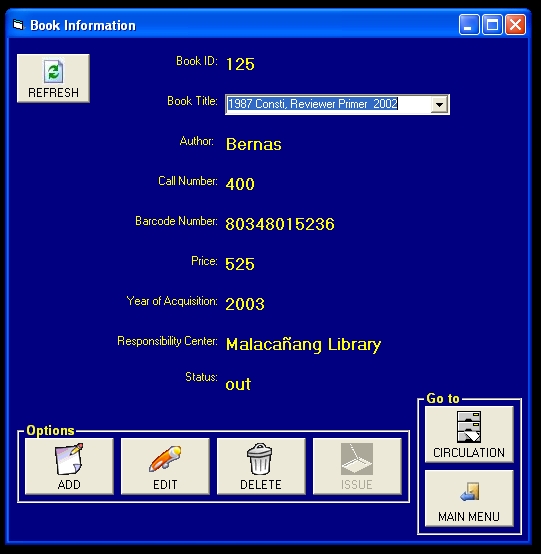 Book Information
REFRESH
Book ID: 125
Book Title: 1987 Consti, Reviewer Primer 2002
Author: Bernas
Call Number: 400
Barcode Number: 80348015236
Price: 525
Year of Acquisition: 2003
Responsibility Center: Malacañang Library
Status: out
Options
ADD EDIT DELETE ISSUE
Go to
CIRCULATION
MAIN MENU